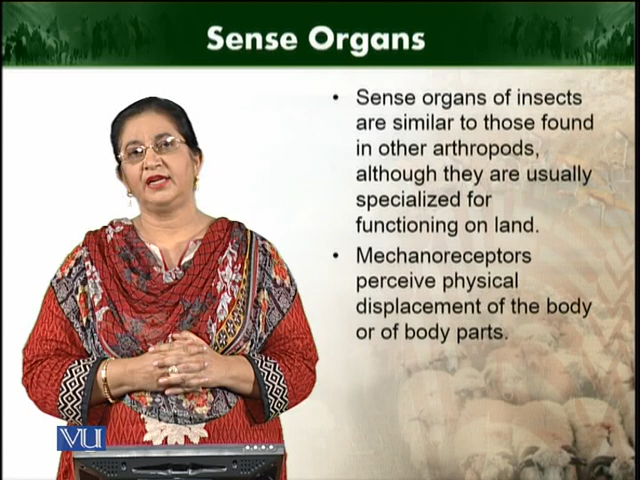 Sense Organs
• Sense organs of insects
are similar to those found
in other arthropods,
although they are usually
specialized for
functioning on land.
• Mechanoreceptors
perceive physical
displacement of the body
or of body parts.
VU